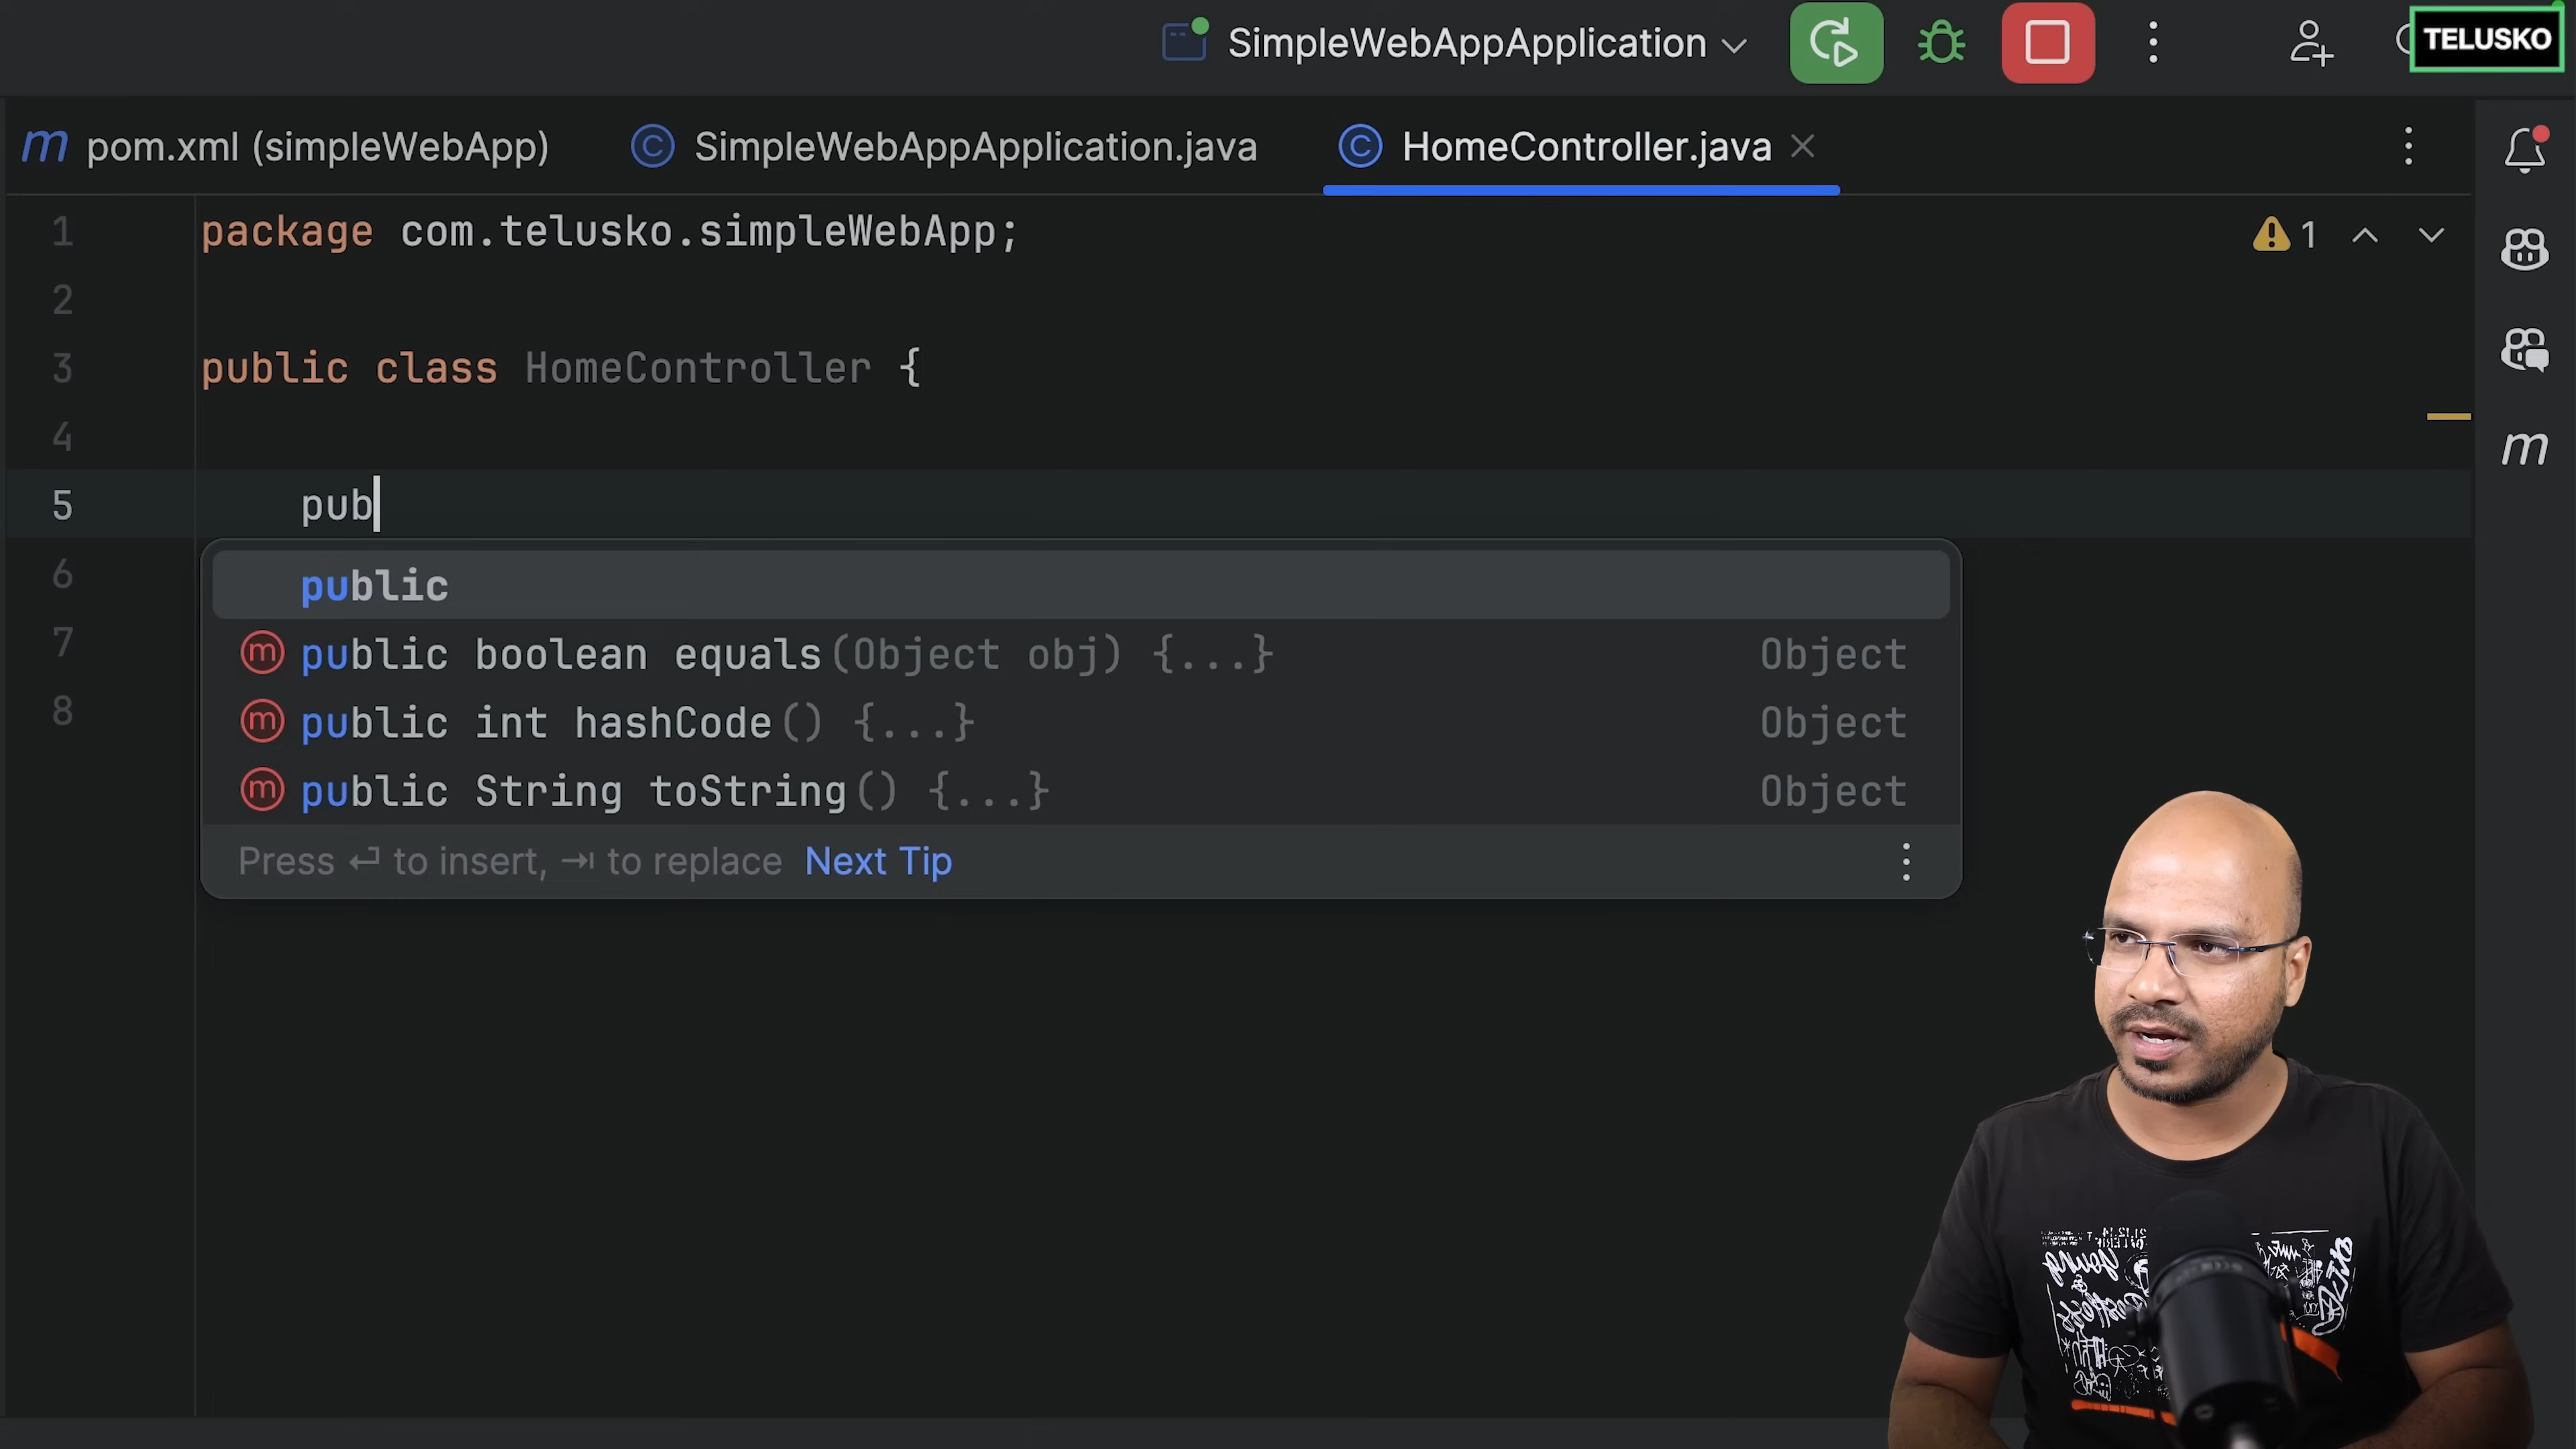 SimpleWebAppApplication
TELUSKO
m pom.xml (simpleWebApp)
C SimpleWebAppApplication.java
C HomeController.java
1 package com.telusko.simpleWebApp;
1
2
3 public class HomeController {
4
5 pub
6
7
8
public
m public boolean equals(Object obj) {...} Object
m public int hashCode() {...} Object
m public String toString() {...} Object
Press ⏎ to insert, ⇥ to replace Next Tip
m